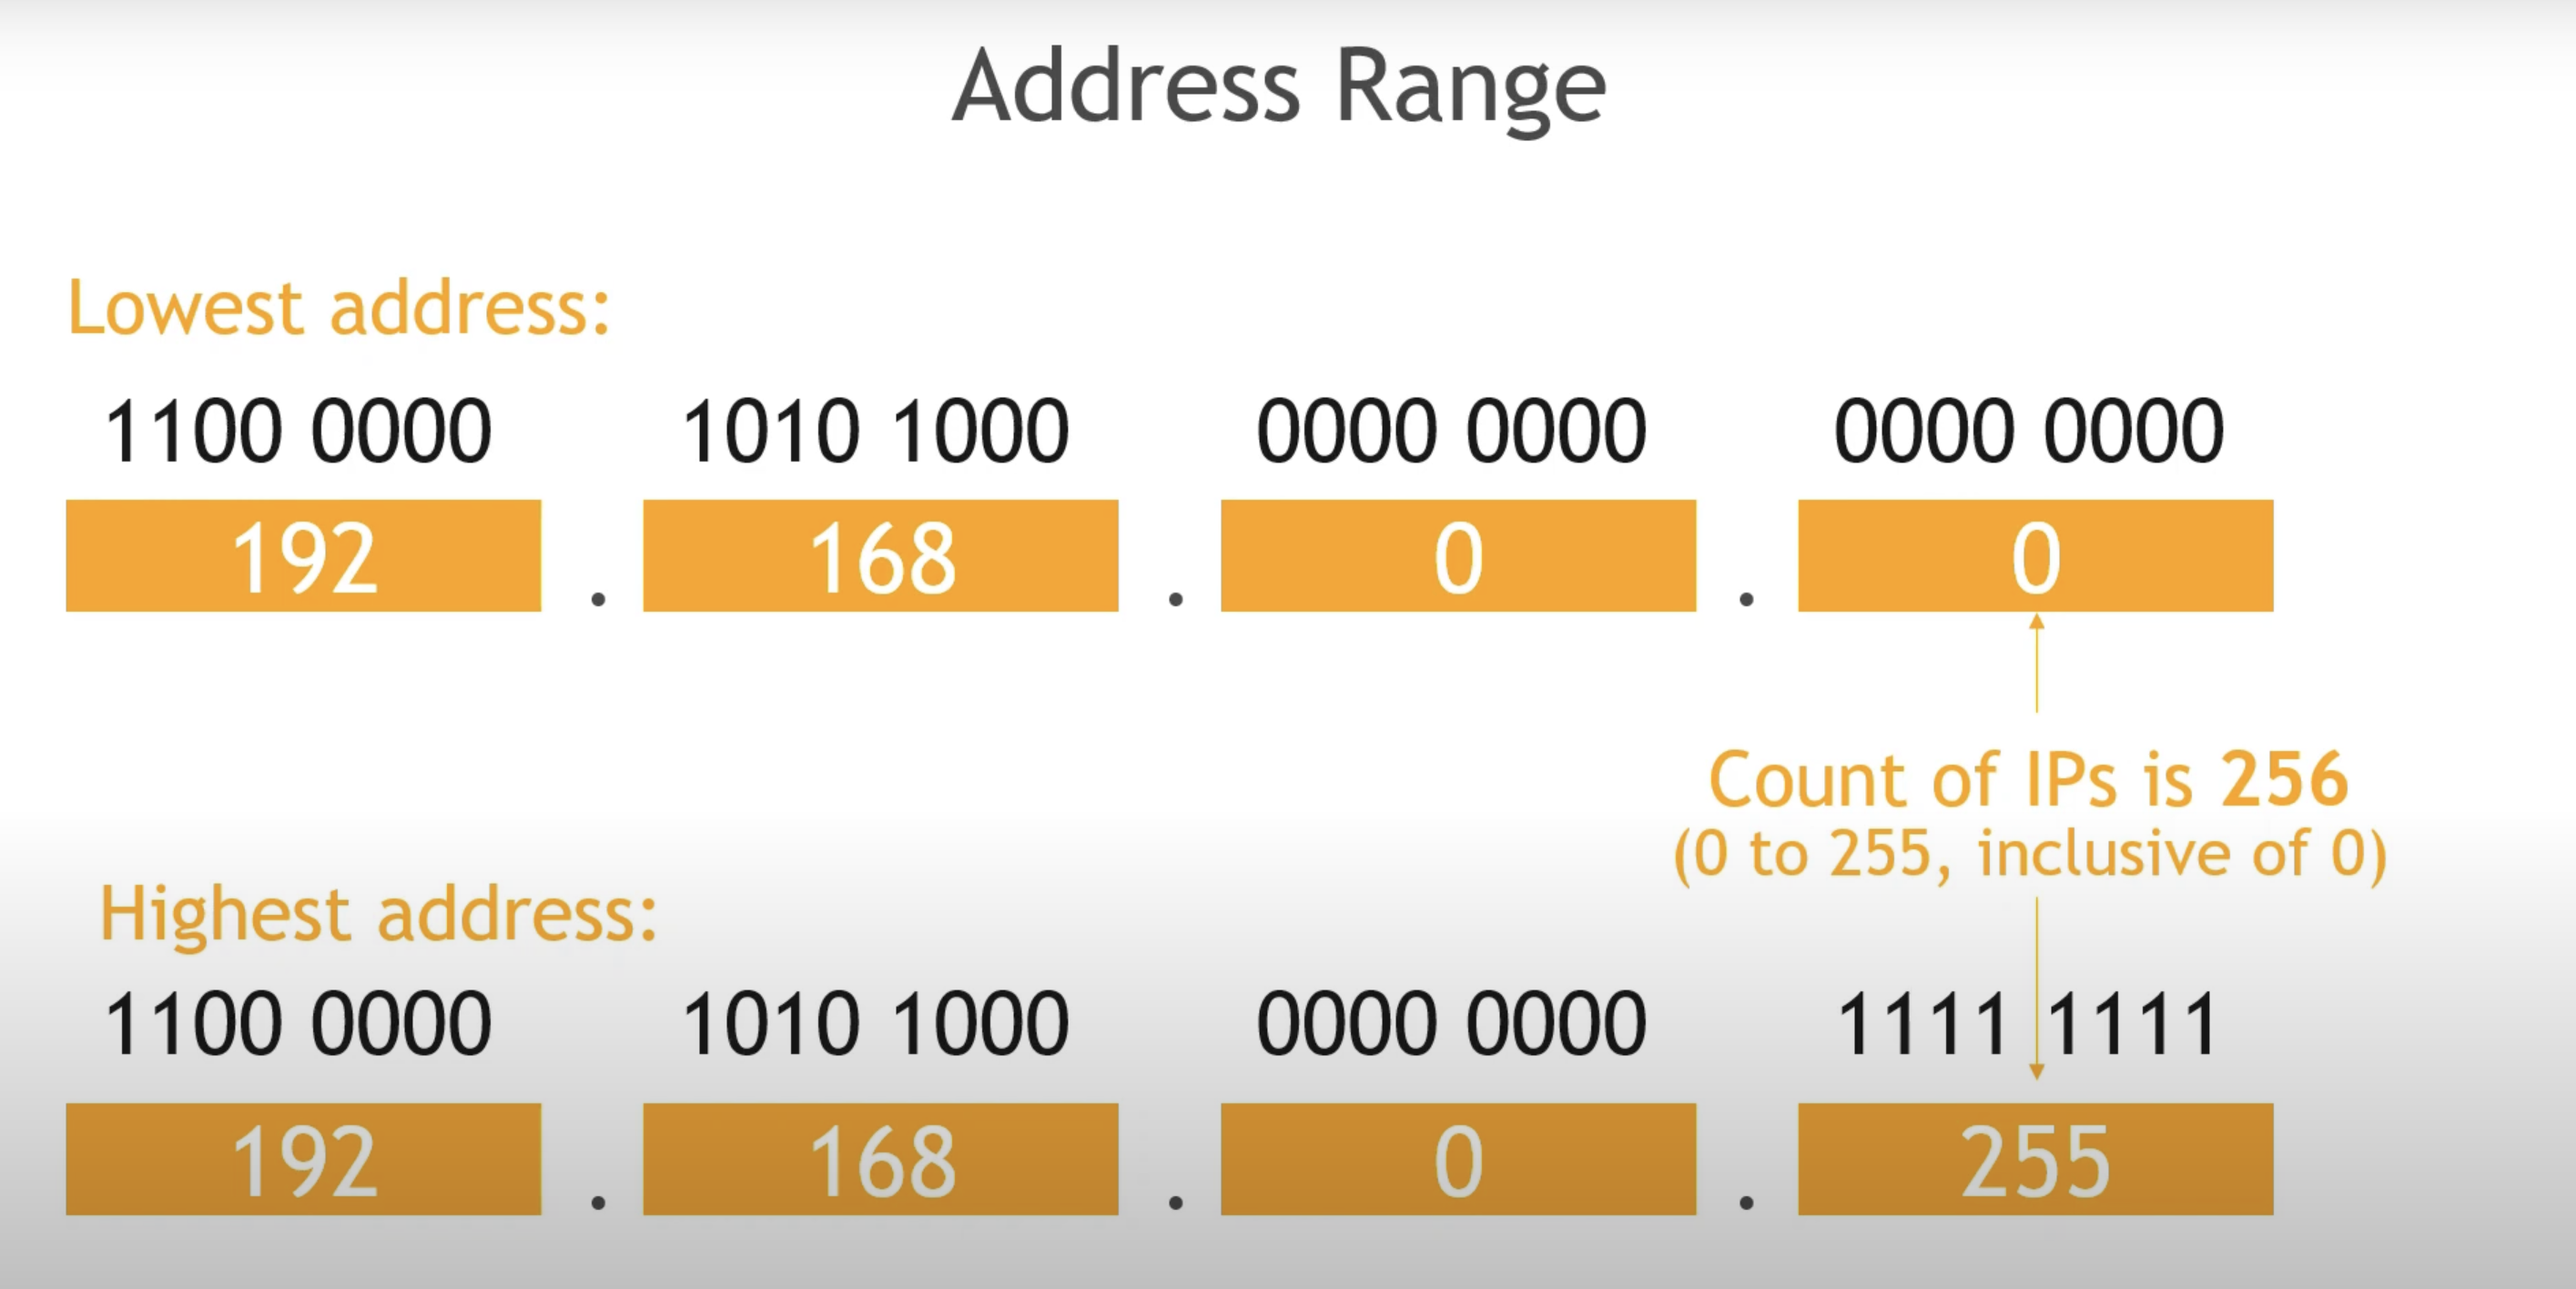 Address Range
Lowest address:
1100 0000 1010 1000 0000 0000 0000 0000
192 . 168 . 0 . 0
Count of IPs is 256
(0 to 255, inclusive of 0)
Highest address:
1100 0000 1010 1000 0000 0000 1111 1111
192 . 168 . 0 . 255